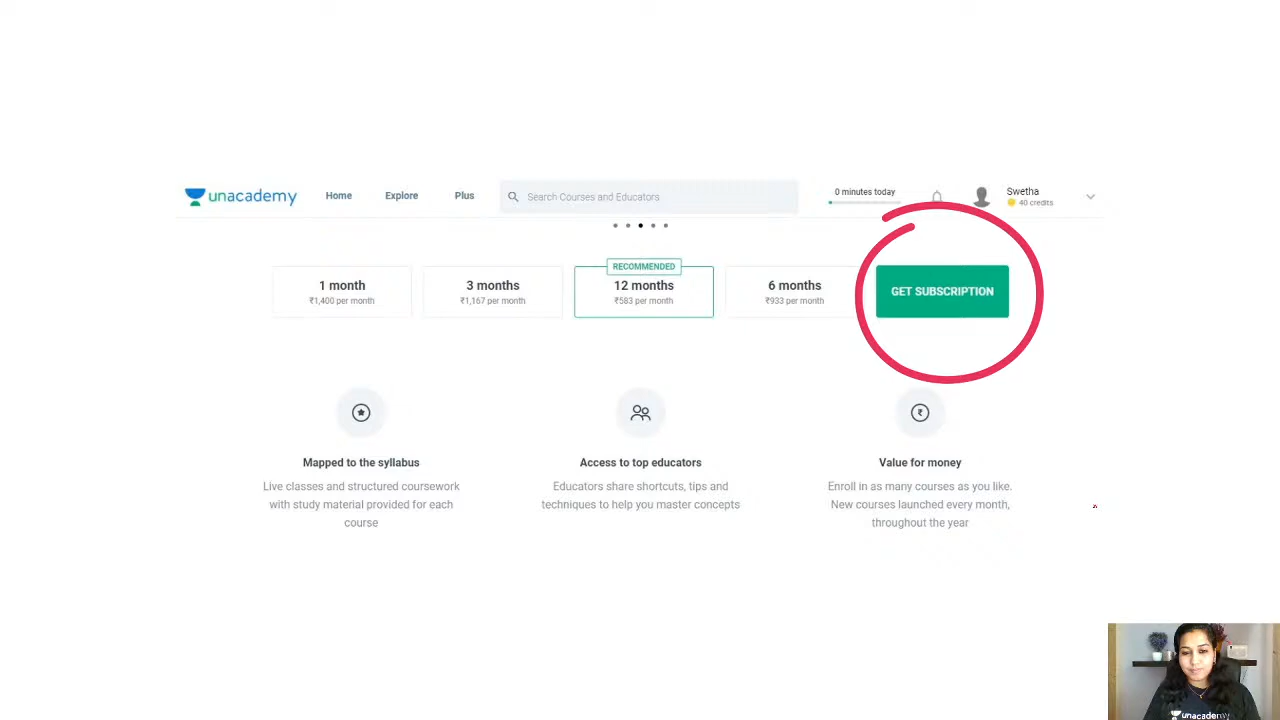 unacademy
Home
Explore
Plus
Search Courses and Educators
0 minutes today
Swetha
40 credits
RECOMMENDED
1 month
₹1,400 per month
3 months
₹1,167 per month
12 months
₹583 per month
6 months
₹933 per month
GET SUBSCRIPTION
Mapped to the syllabus
Live classes and structured coursework
with study material provided for each
course
Access to top educators
Educators share shortcuts, tips and
techniques to help you master concepts
Value for money
Enroll in as many courses as you like.
New courses launched every month,
throughout the year
unacademy